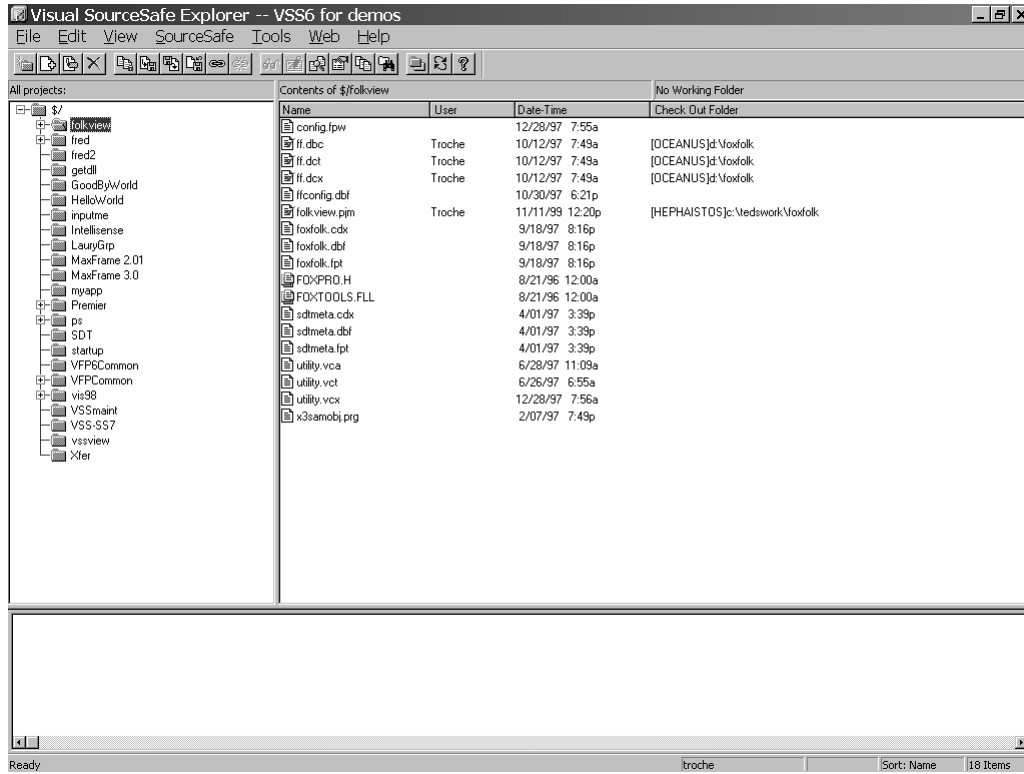 Visual SourceSafe Explorer -- VSS6 for demos
File Edit View SourceSafe Tools Web Help
All projects:
Contents of $/folkview
No Working Folder
$/
folkview
fred
fred2
getdll
GoodByWorld
HelloWorld
inputme
Intellisense
LauryGrp
MaxFrame 2.01
MaxFrame 3.0
myapp
Premier
ps
SDT
startup
VFP6Common
VFPCommon
vis98
VSSmaint
VSS-SS7
vssview
Xfer
Name User Date-Time Check Out Folder
config.fpw 12/28/97 7:55a
ff.dbc Troche 10/12/97 7:49a [OCEANUS]d:\foxfolk
ff.dct Troche 10/12/97 7:49a [OCEANUS]d:\foxfolk
ff.dcx Troche 10/12/97 7:49a [OCEANUS]d:\foxfolk
ffconfig.dbf 10/30/97 6:21p
folkview.pjm Troche 11/11/99 12:20p [HEPHAISTOS]c:\tedswork\foxfolk
foxfolk.cdx 9/18/97 8:16p
foxfolk.dbf 9/18/97 8:16p
foxfolk.fpt 9/18/97 8:16p
FOXPRO.H 8/21/96 12:00a
FOXTOOLS.FLL 8/21/96 12:00a
sdtmeta.cdx 4/01/97 3:39p
sdtmeta.dbf 4/01/97 3:39p
sdtmeta.fpt 4/01/97 3:39p
utility.vca 6/28/97 11:09a
utility.vct 6/26/97 6:55a
utility.vcx 12/28/97 7:56a
x3samobj.prg 2/07/97 7:49p
Ready troche Sort: Name 18 Items